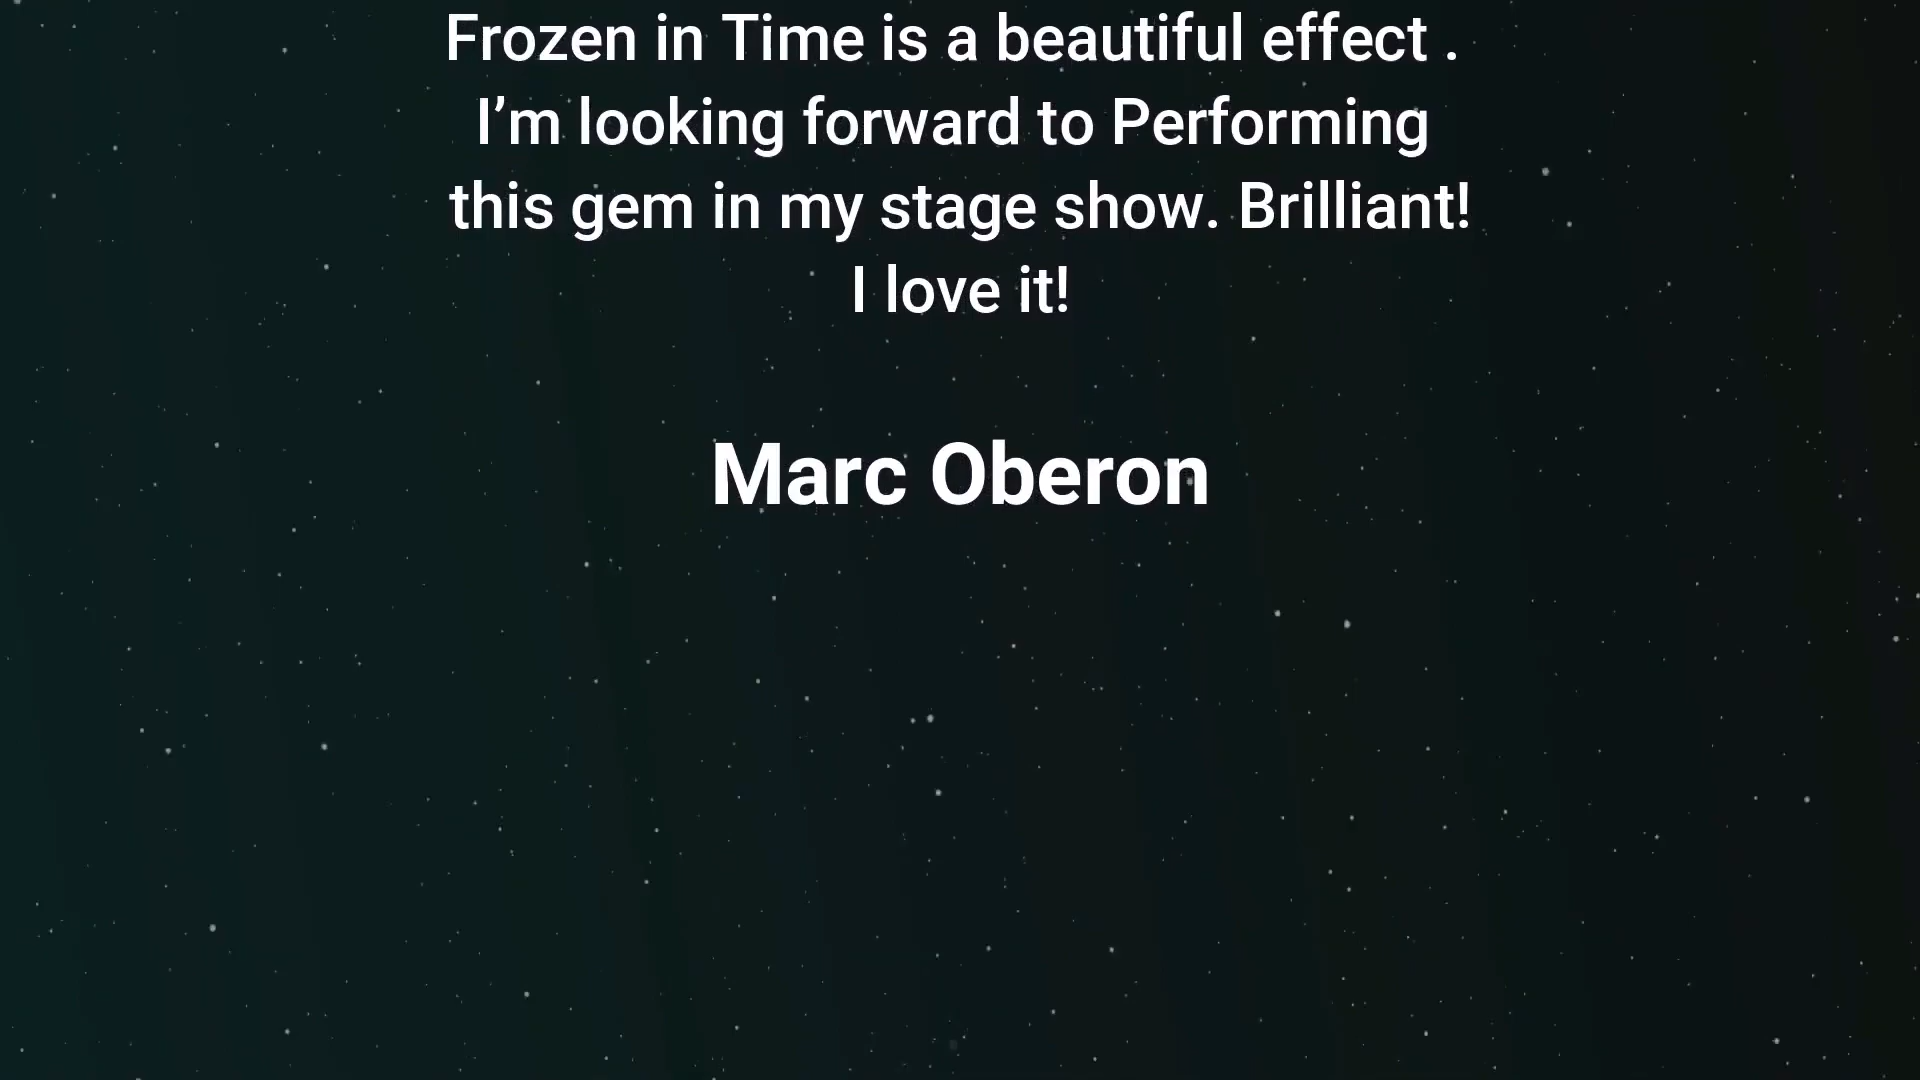 Frozen in Time is a beautiful effect .
I’m looking forward to Performing
this gem in my stage show. Brilliant!
I love it!
Marc Oberon